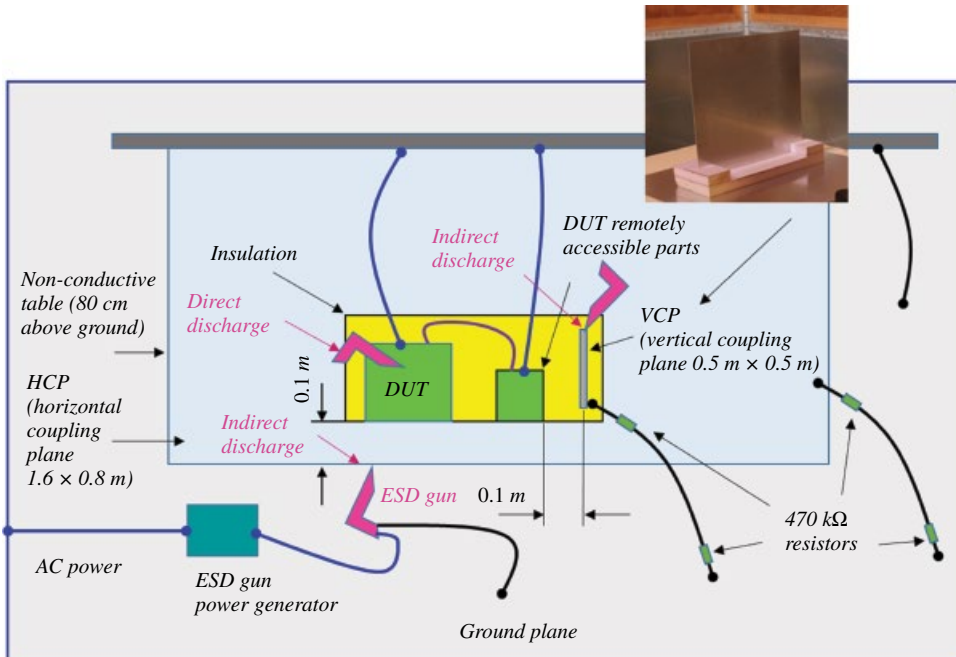 Indirect
discharge
DUT remotely
accessible parts
Insulation
Non-conductive
table (80 cm
above ground)
Direct
discharge
VCP
(vertical coupling
plane 0.5 m × 0.5 m)
HCP
(horizontal
coupling
plane
1.6 × 0.8 m)
0.1 m
DUT
Indirect
discharge
ESD gun
0.1 m
470 kΩ
resistors
AC power
ESD gun
power generator
Ground plane